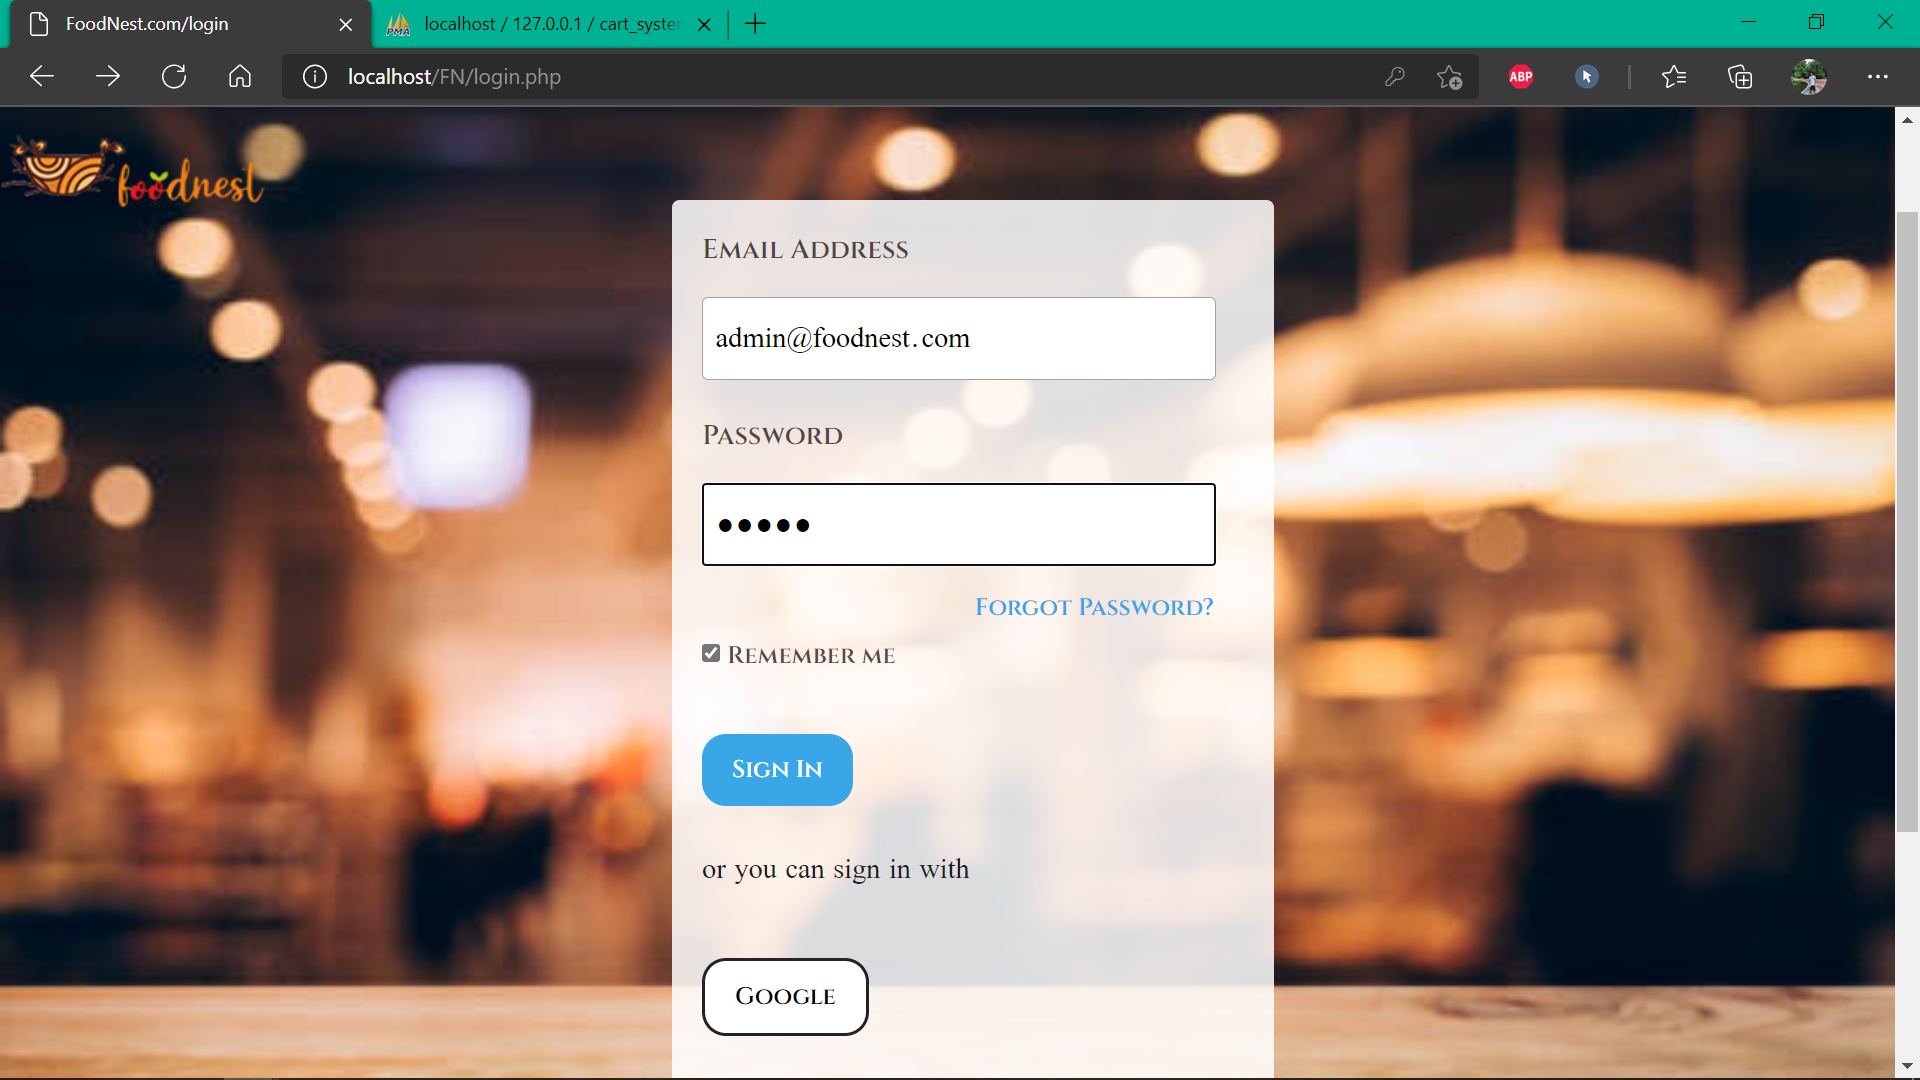 FoodNest.com/login
localhost / 127.0.0.1 / cart_system
localhost/FN/login.php
ABP
foodnest
Email Address
admin@foodnest.com
Password
Forgot Password?
Remember me
Sign In
or you can sign in with
Google